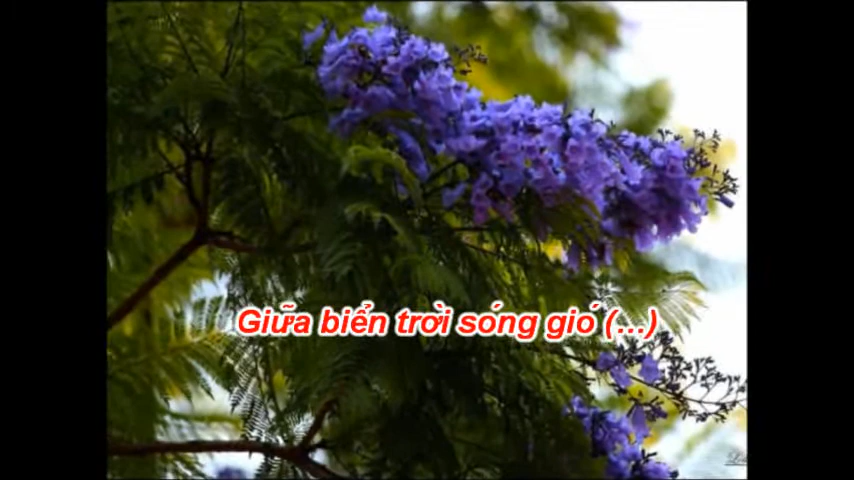 Giữa biển trời sóng gió (...)